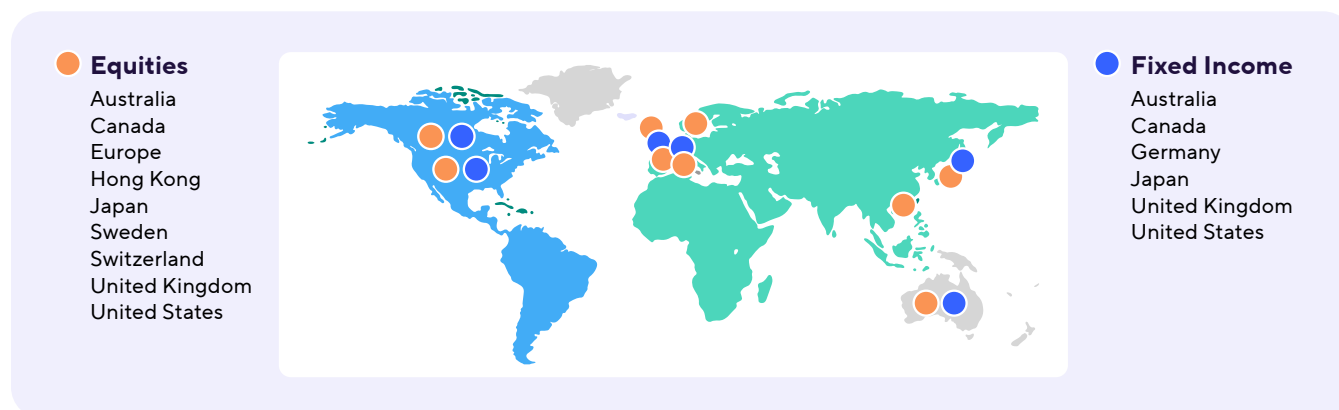 Equities
Australia
Canada
Europe
Hong Kong
Japan
Sweden
Switzerland
United Kingdom
United States
Fixed Income
Australia
Canada
Germany
Japan
United Kingdom
United States